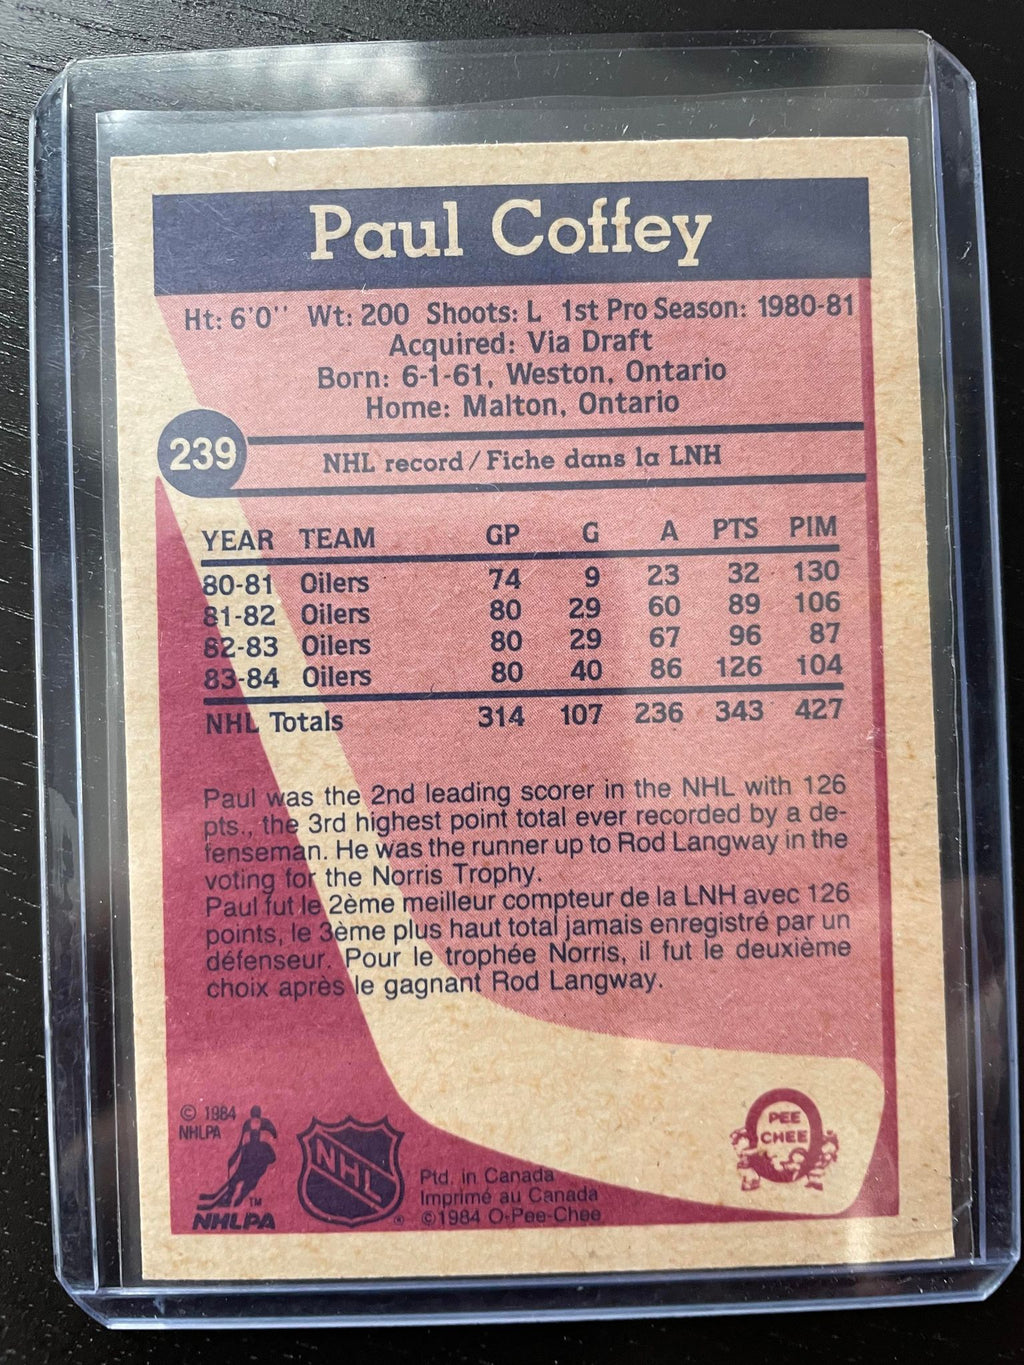 Paul Coffey
Ht: 6'0'' Wt: 200 Shoots: L 1st Pro Season: 1980-81
Acquired: Via Draft
Born: 6-1-61, Weston, Ontario
Home: Malton, Ontario
239
NHL record/Fiche dans la LNH
YEAR TEAM GP G A PTS PIM
80-81 Oilers 74 9 23 32 130
81-82 Oilers 80 29 60 89 106
82-83 Oilers 80 29 67 96 87
83-84 Oilers 80 40 86 126 104
NHL Totals 314 107 236 343 427
Paul was the 2nd leading scorer in the NHL with 126
pts., the 3rd highest point total ever recorded by a de-
fenseman. He was the runner up to Rod Langway in the
voting for the Norris Trophy.
Paul fut le 2ème meilleur compteur de la LNH avec 126
points, le 3ème plus haut total jamais enregistré par un
défenseur. Pour le trophée Norris, il fut le deuxième
choix après le gagnant Rod Langway.
© 1984
NHLPA
TM
NHLPA
NHL
®
Ptd. in Canada
Imprimé au Canada
©1984 O-Pee-Chee
PEE
CHEE